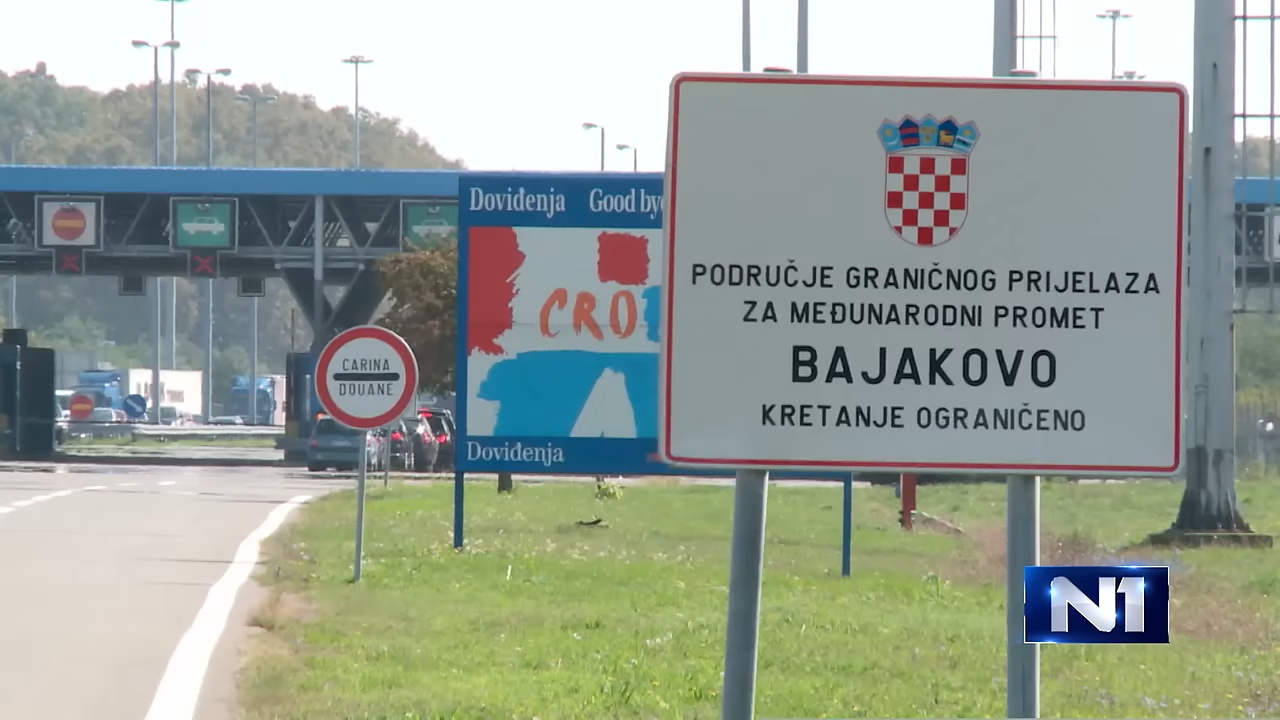 PODRUČJE GRANIČNOG PRIJELAZA
ZA MEĐUNARODNI PROMET
BAJAKOVO
KRETANJE OGRANIČENO
Doviđenja Good bye
CRO
Doviđenja
CARINA
DOUANE
N1